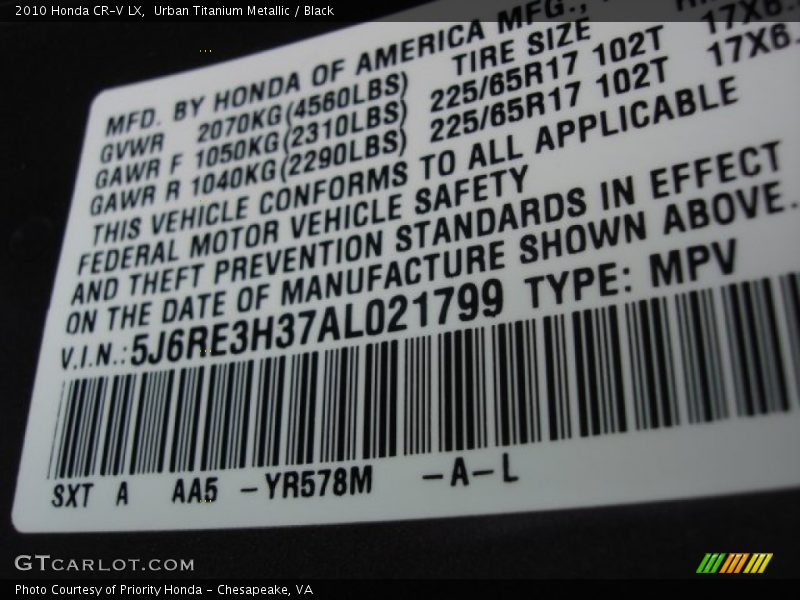 2010 Honda CR-V LX,  Urban Titanium Metallic / Black
MFD. BY HONDA OF AMERICA MFG.,
TIRE SIZE
GVWR 2070KG(4560LBS)
GAWR F 1050KG(2310LBS) 225/65R17 102T 17X6.
GAWR R 1040KG(2290LBS) 225/65R17 102T 17X6.
THIS VEHICLE CONFORMS TO ALL APPLICABLE
FEDERAL MOTOR VEHICLE SAFETY
AND THEFT PREVENTION STANDARDS IN EFFECT
ON THE DATE OF MANUFACTURE SHOWN ABOVE.
V.I.N.:5J6RE3H37AL021799 TYPE: MPV
SXT A AA5 -YR578M -A-L
GTCARLOT.COM
Photo Courtesy of Priority Honda - Chesapeake, VA